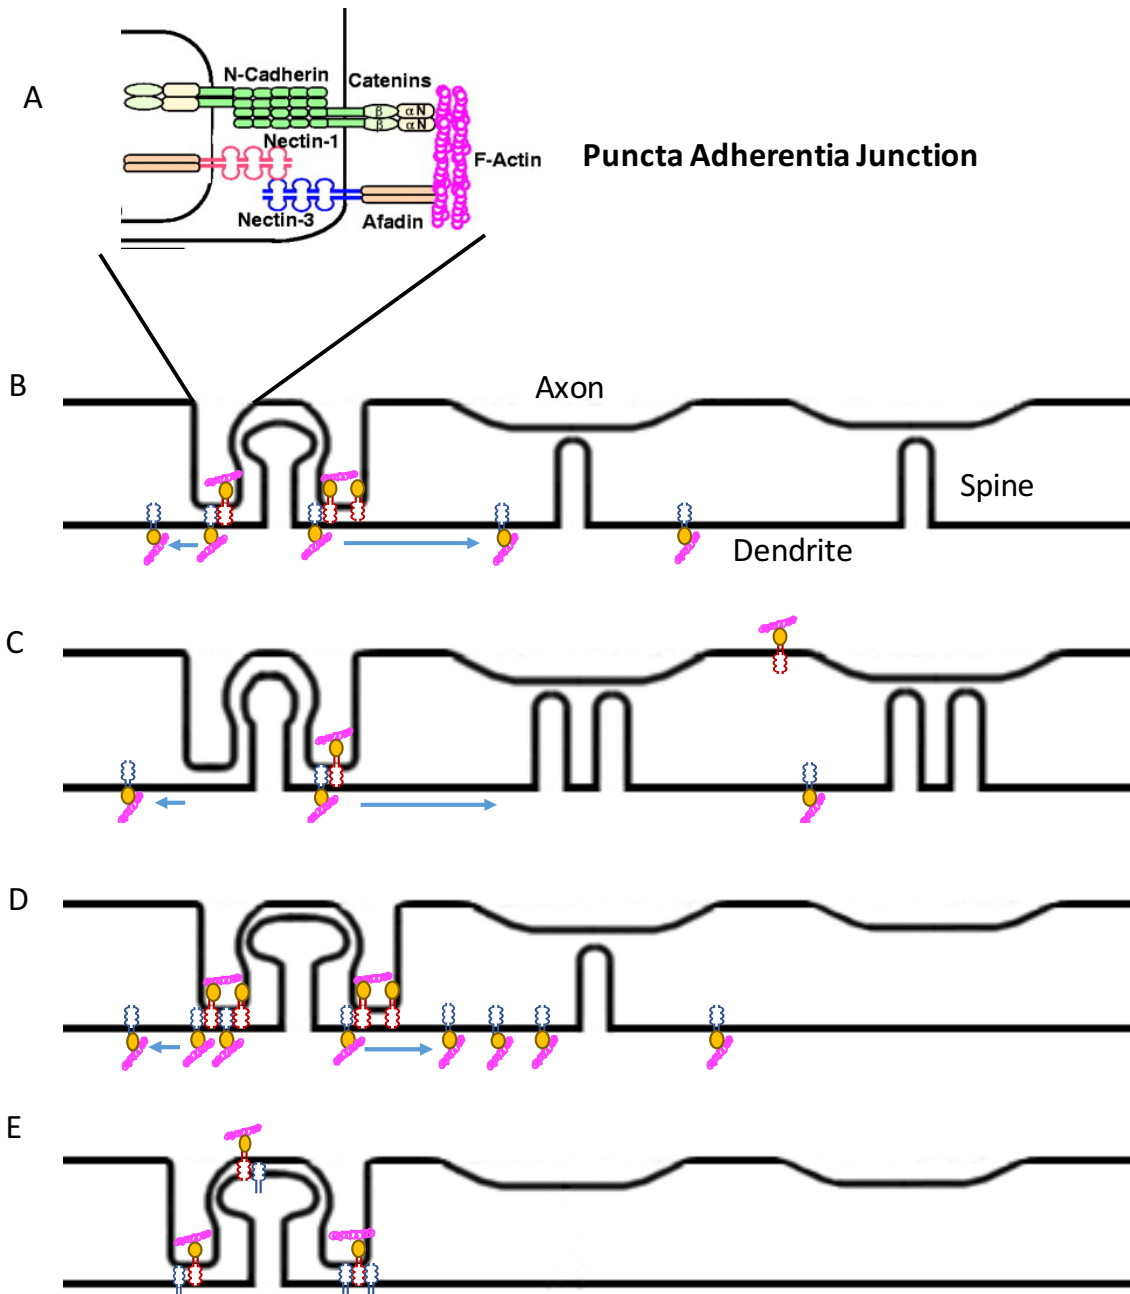 A
N-Cadherin
Catenins
β
αN
β
αN
Nectin-1
F-Actin
Puncta Adherentia Junction
Nectin-3
Afadin
B
Axon
Spine
Dendrite
C
D
E